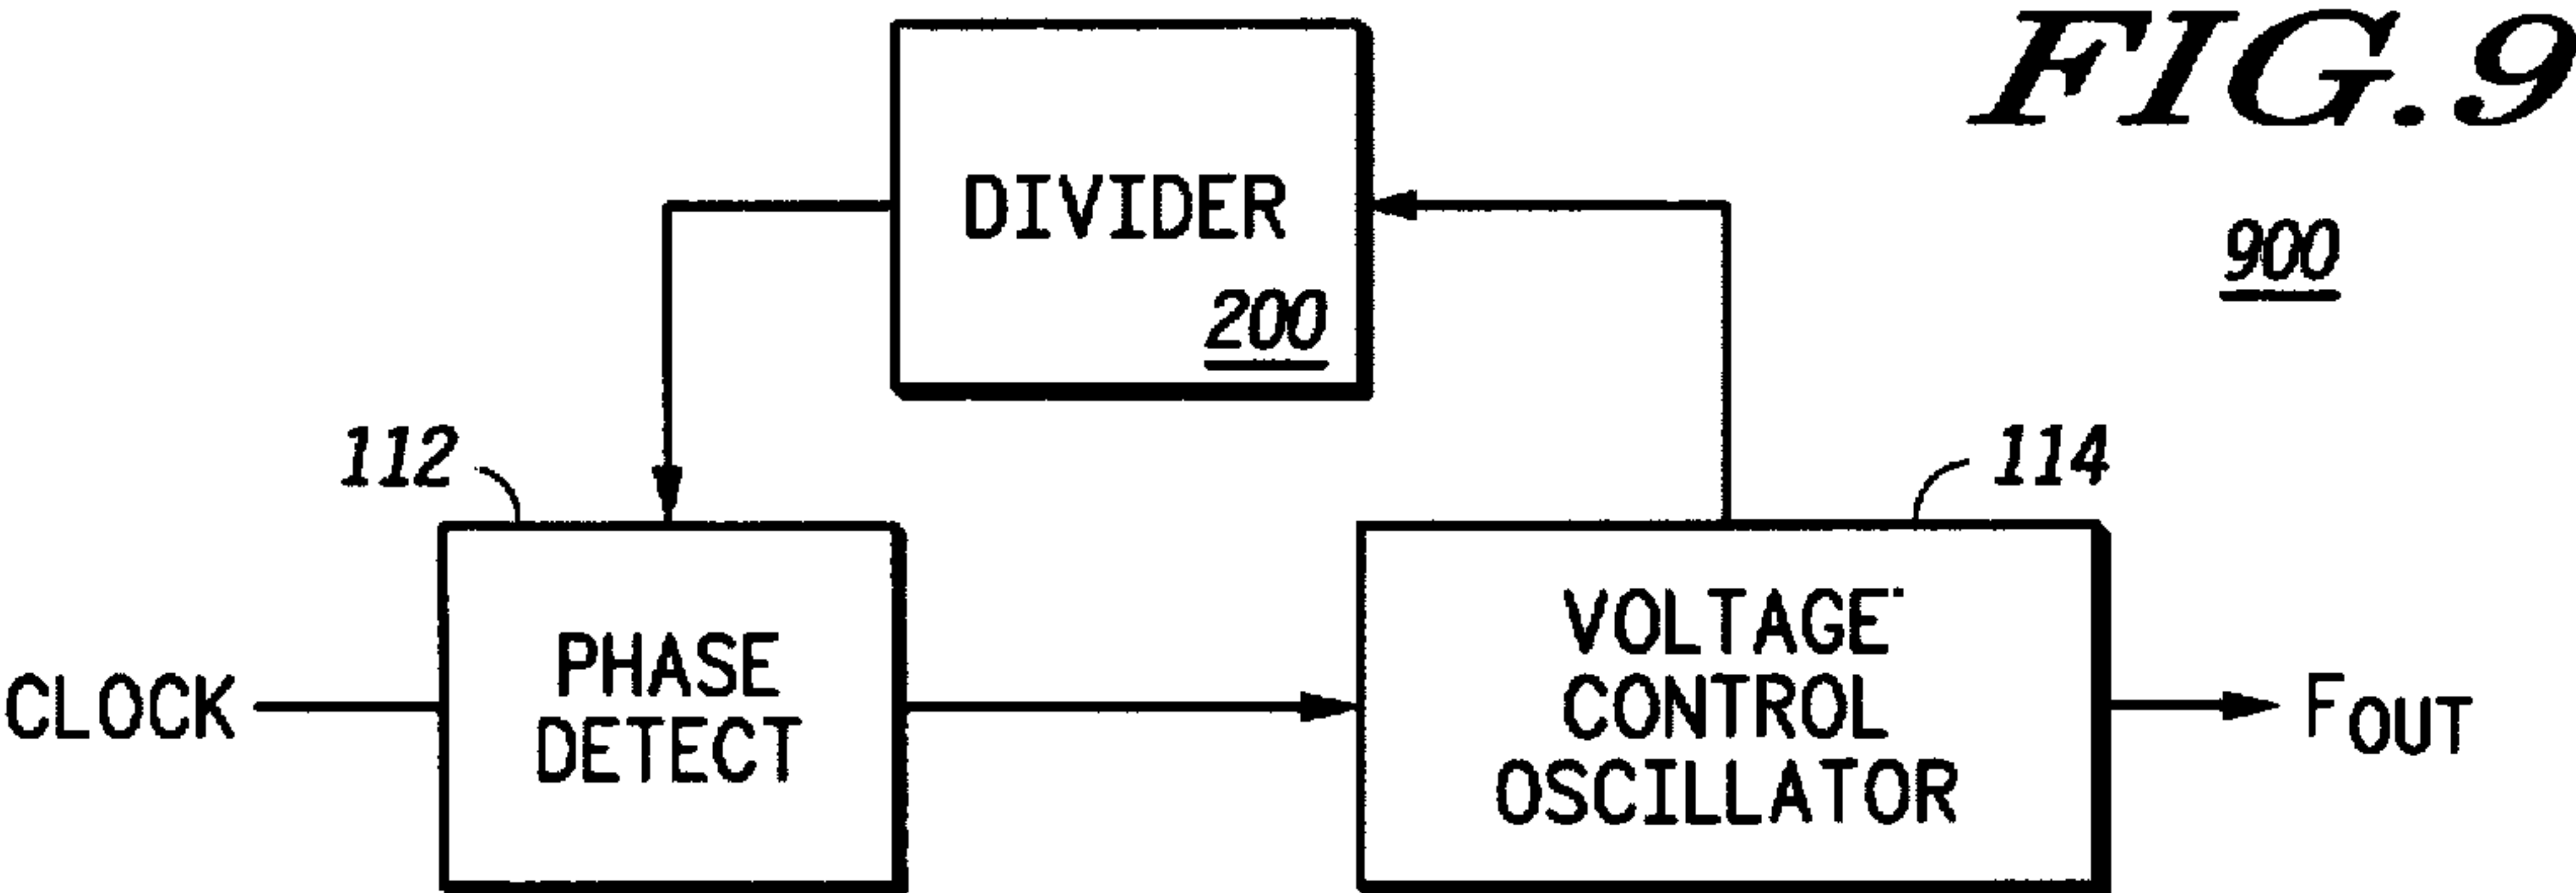 FIG.9
900
DIVIDER
200
112
114
CLOCK
PHASE
DETECT
VOLTAGE
CONTROL
OSCILLATOR
FOUT